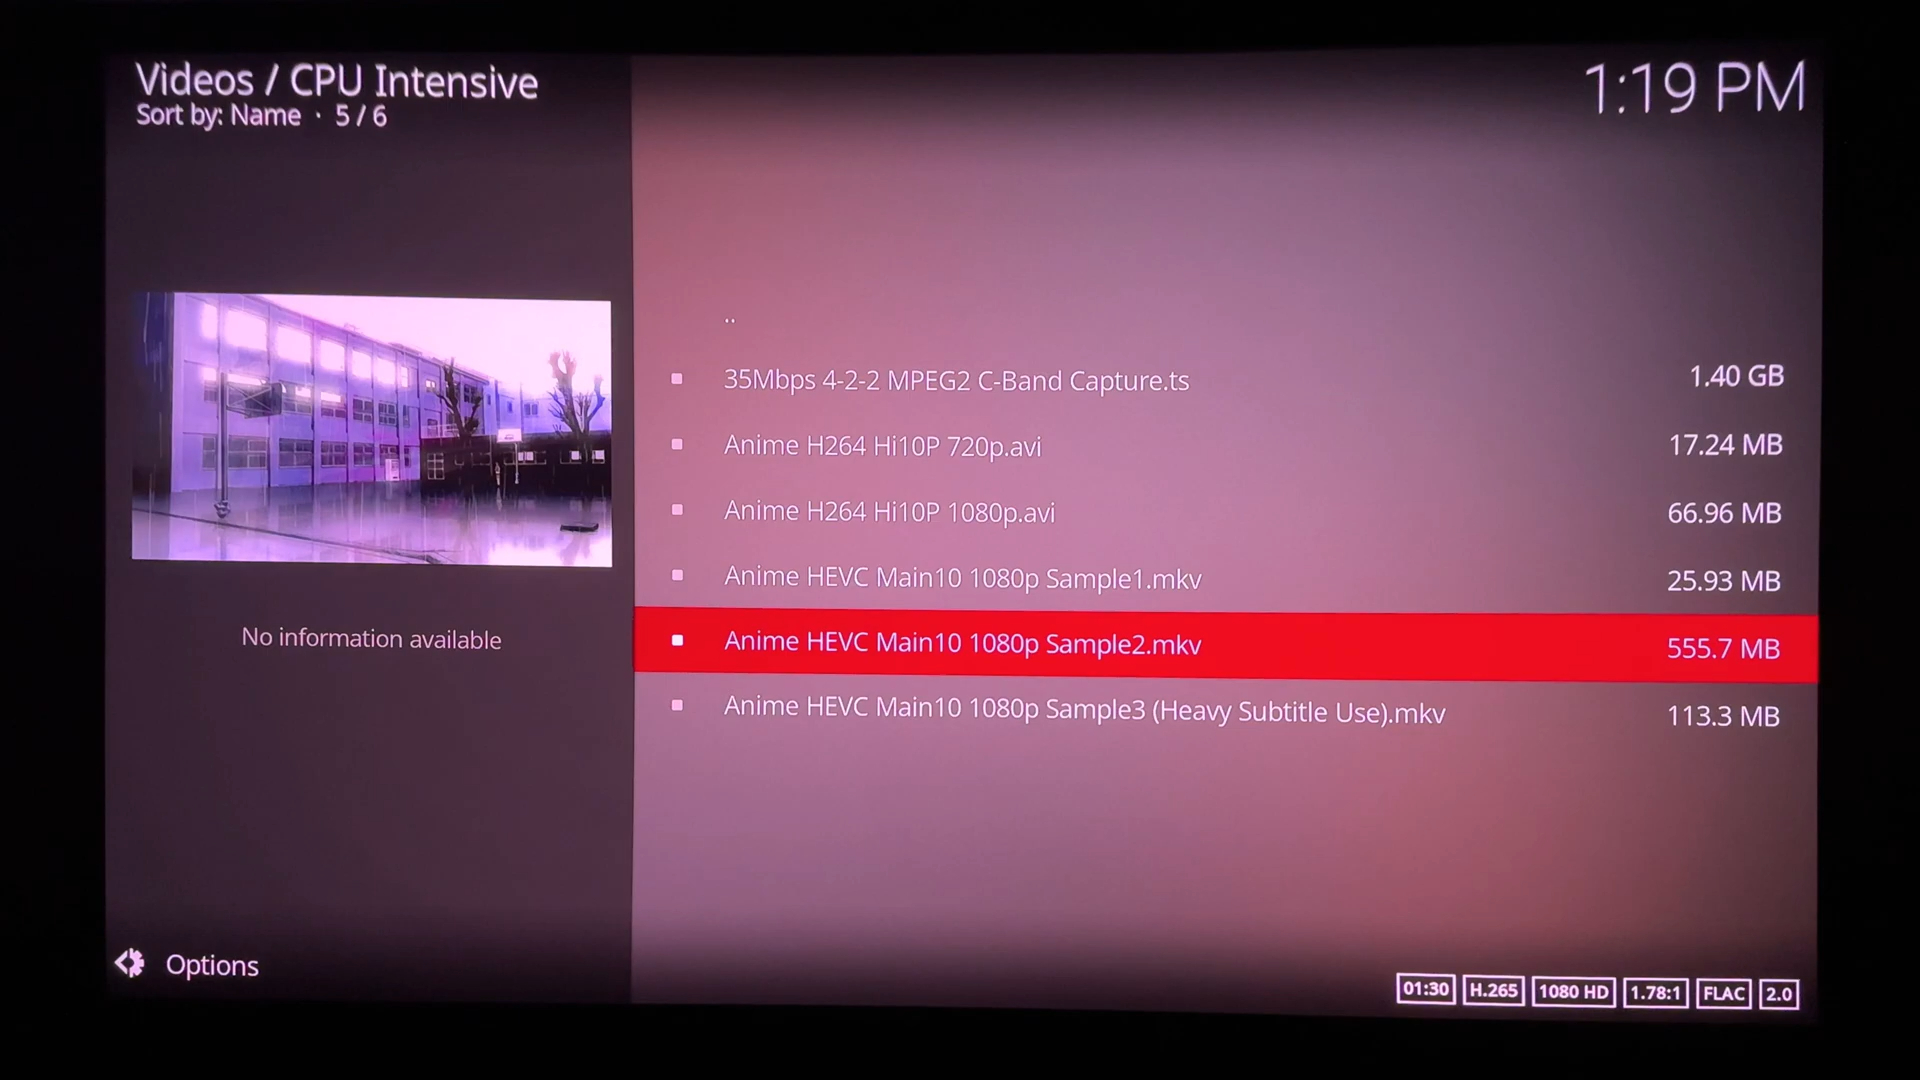 Videos / CPU Intensive
Sort by: Name · 5 / 6
1:19 PM
..
35Mbps 4-2-2 MPEG2 C-Band Capture.ts 1.40 GB
Anime H264 Hi10P 720p.avi 17.24 MB
Anime H264 Hi10P 1080p.avi 66.96 MB
Anime HEVC Main10 1080p Sample1.mkv 25.93 MB
Anime HEVC Main10 1080p Sample2.mkv 555.7 MB
Anime HEVC Main10 1080p Sample3 (Heavy Subtitle Use).mkv 113.3 MB
No information available
Options
01:30 H.265 1080 HD 1.78:1 FLAC 2.0